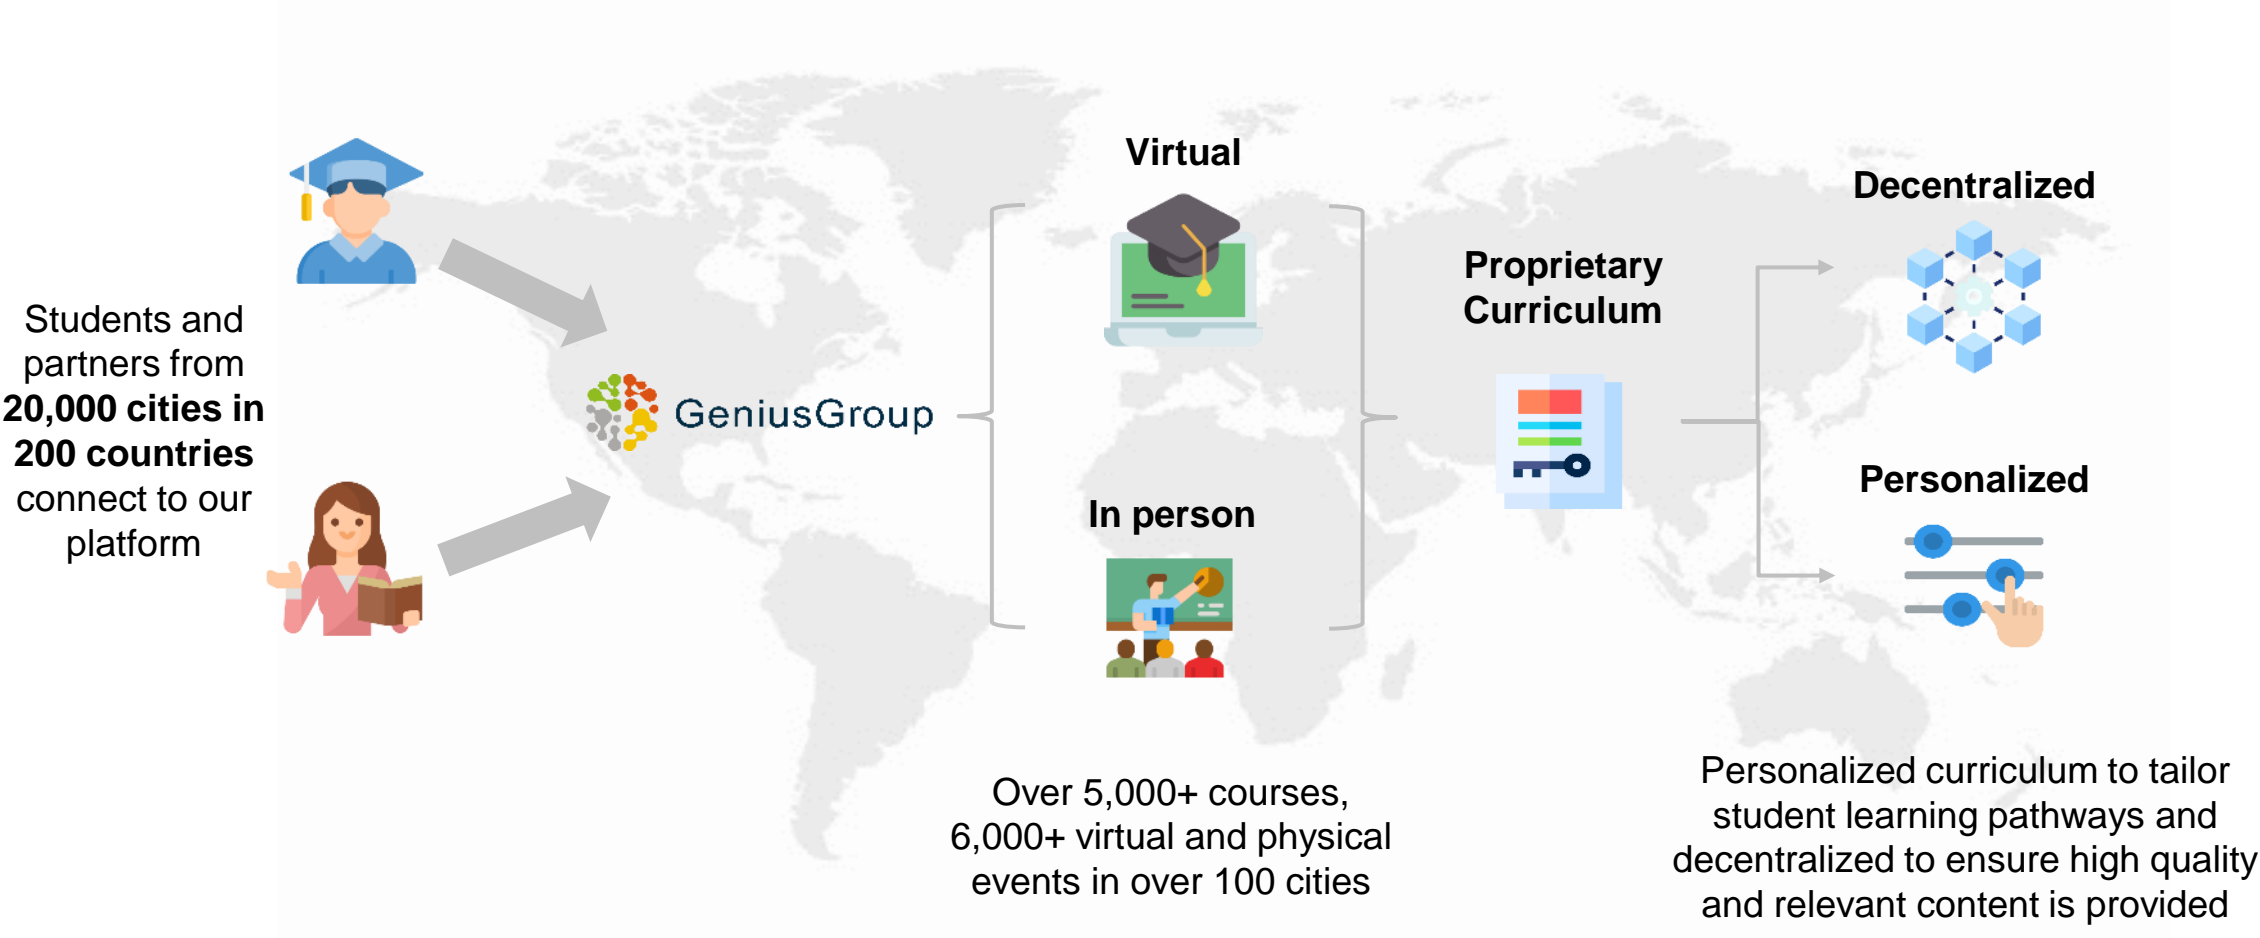 Students and
partners from
20,000 cities in
200 countries
connect to our
platform
GeniusGroup
Virtual
In person
Over 5,000+ courses,
6,000+ virtual and physical
events in over 100 cities
Proprietary
Curriculum
Decentralized
Personalized
Personalized curriculum to tailor
student learning pathways and
decentralized to ensure high quality
and relevant content is provided